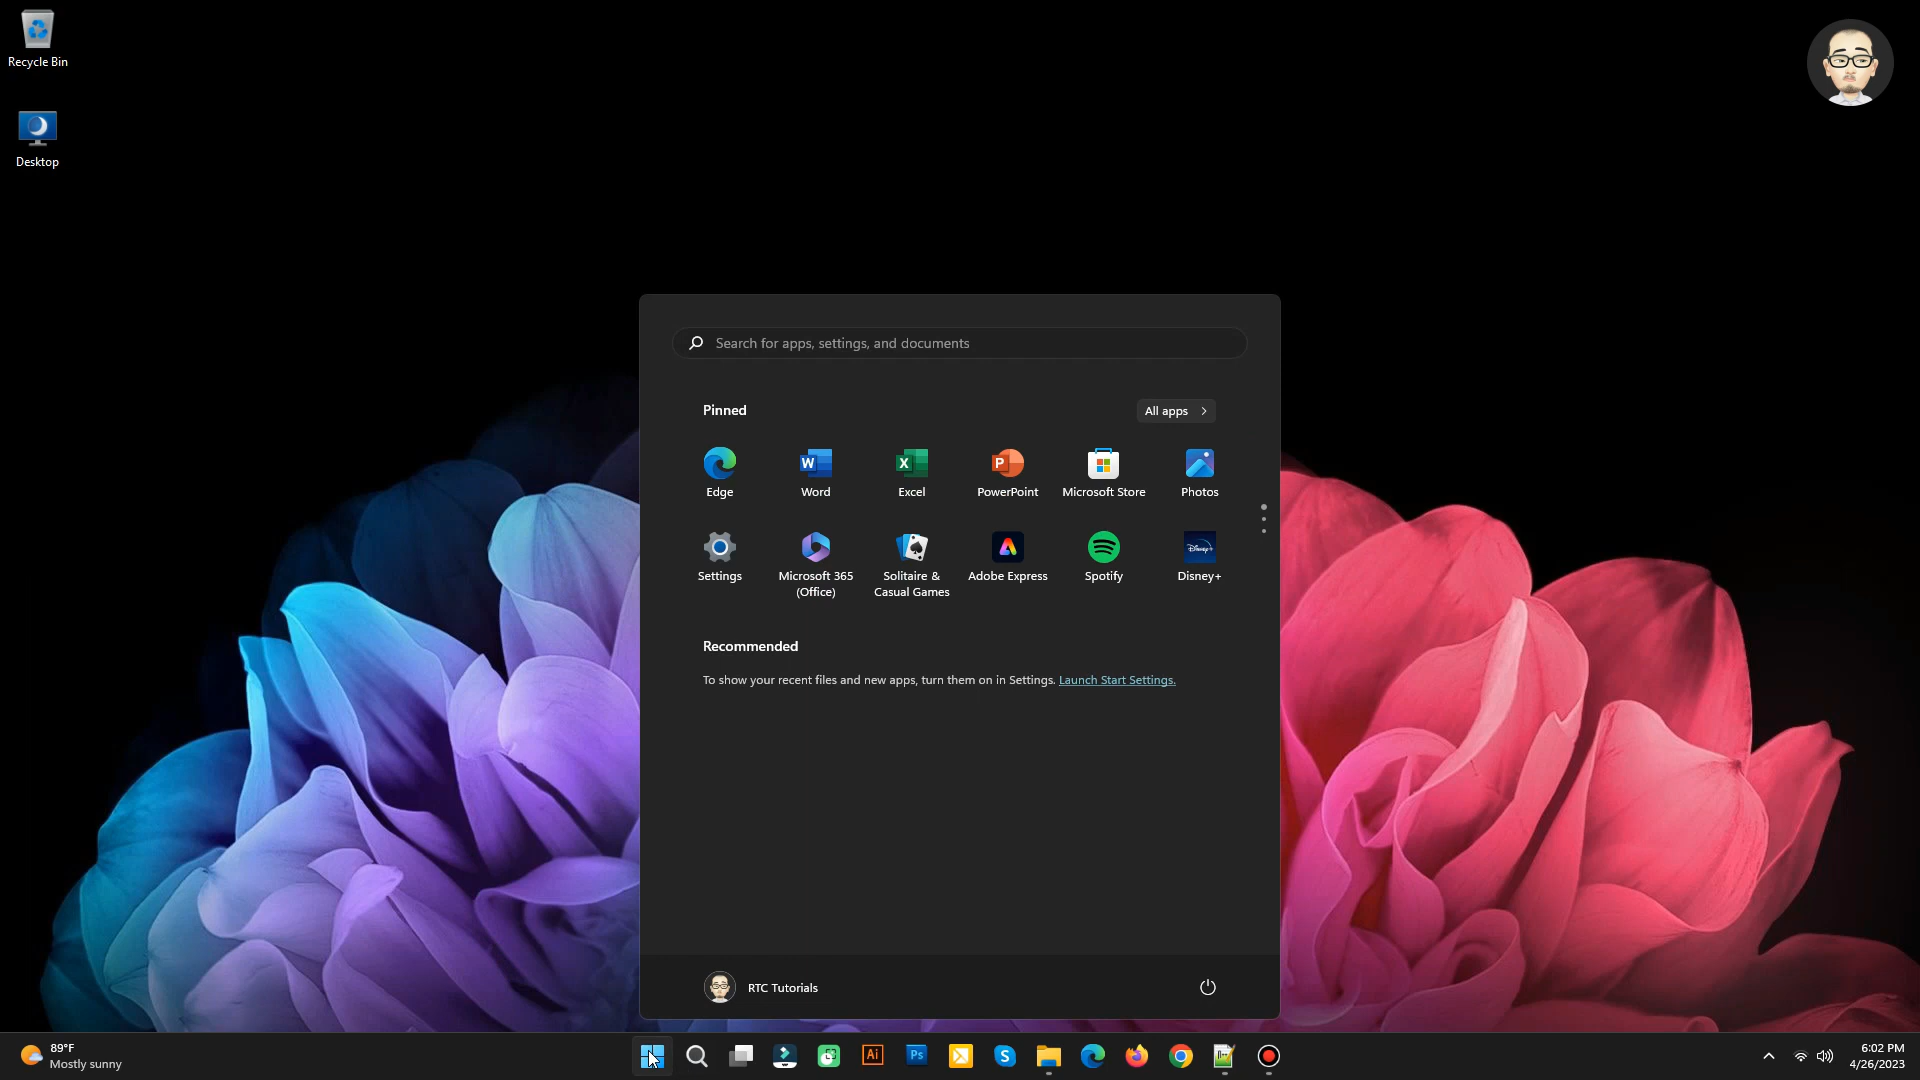 Recycle Bin
Desktop
Search for apps, settings, and documents
Pinned
All apps
Edge
Word
Excel
PowerPoint
Microsoft Store
Photos
Settings
Microsoft 365
(Office)
Solitaire &
Casual Games
Adobe Express
Spotify
Disney+
Recommended
To show your recent files and new apps, turn them on in Settings. Launch Start Settings.
RTC Tutorials
89°F
Mostly sunny
Ai
Ps
6:02 PM
4/26/2023